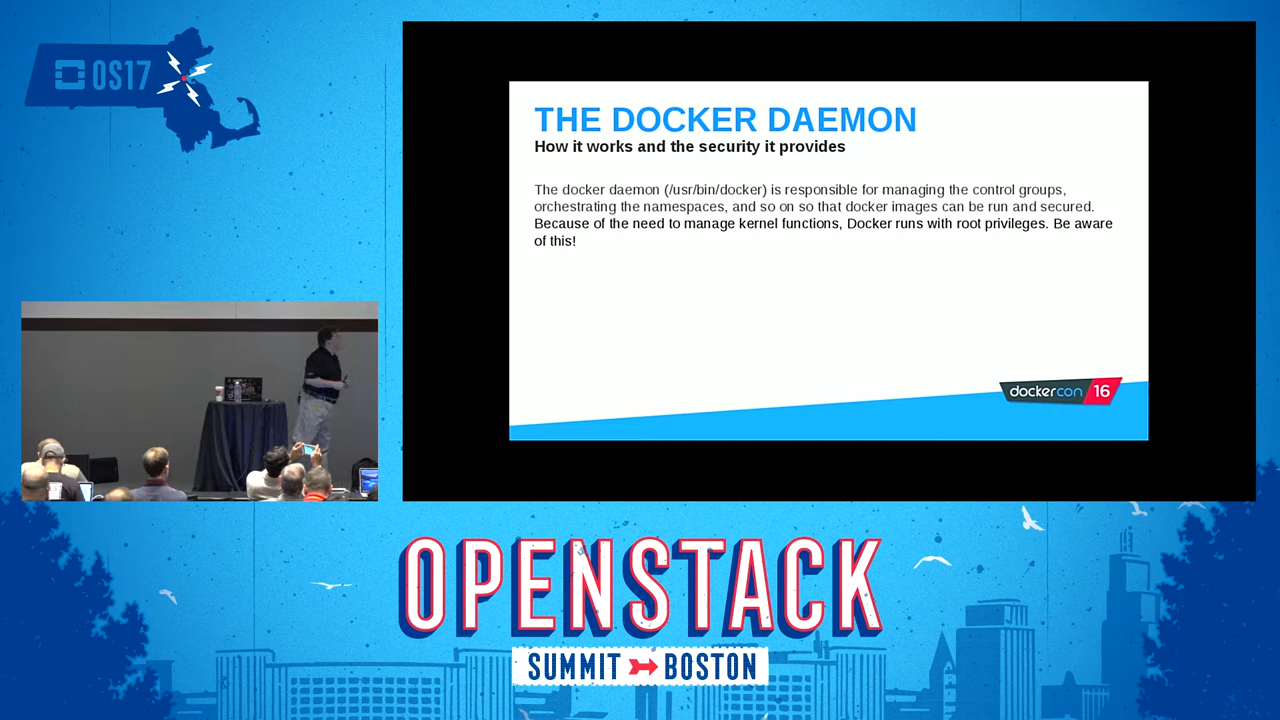 OS17
THE DOCKER DAEMON
How it works and the security it provides
The docker daemon (/usr/bin/docker) is responsible for managing the control groups,
orchestrating the namespaces, and so on so that docker images can be run and secured.
Because of the need to manage kernel functions, Docker runs with root privileges. Be aware
of this!
dockercon 16
OPENSTACK
SUMMIT BOSTON